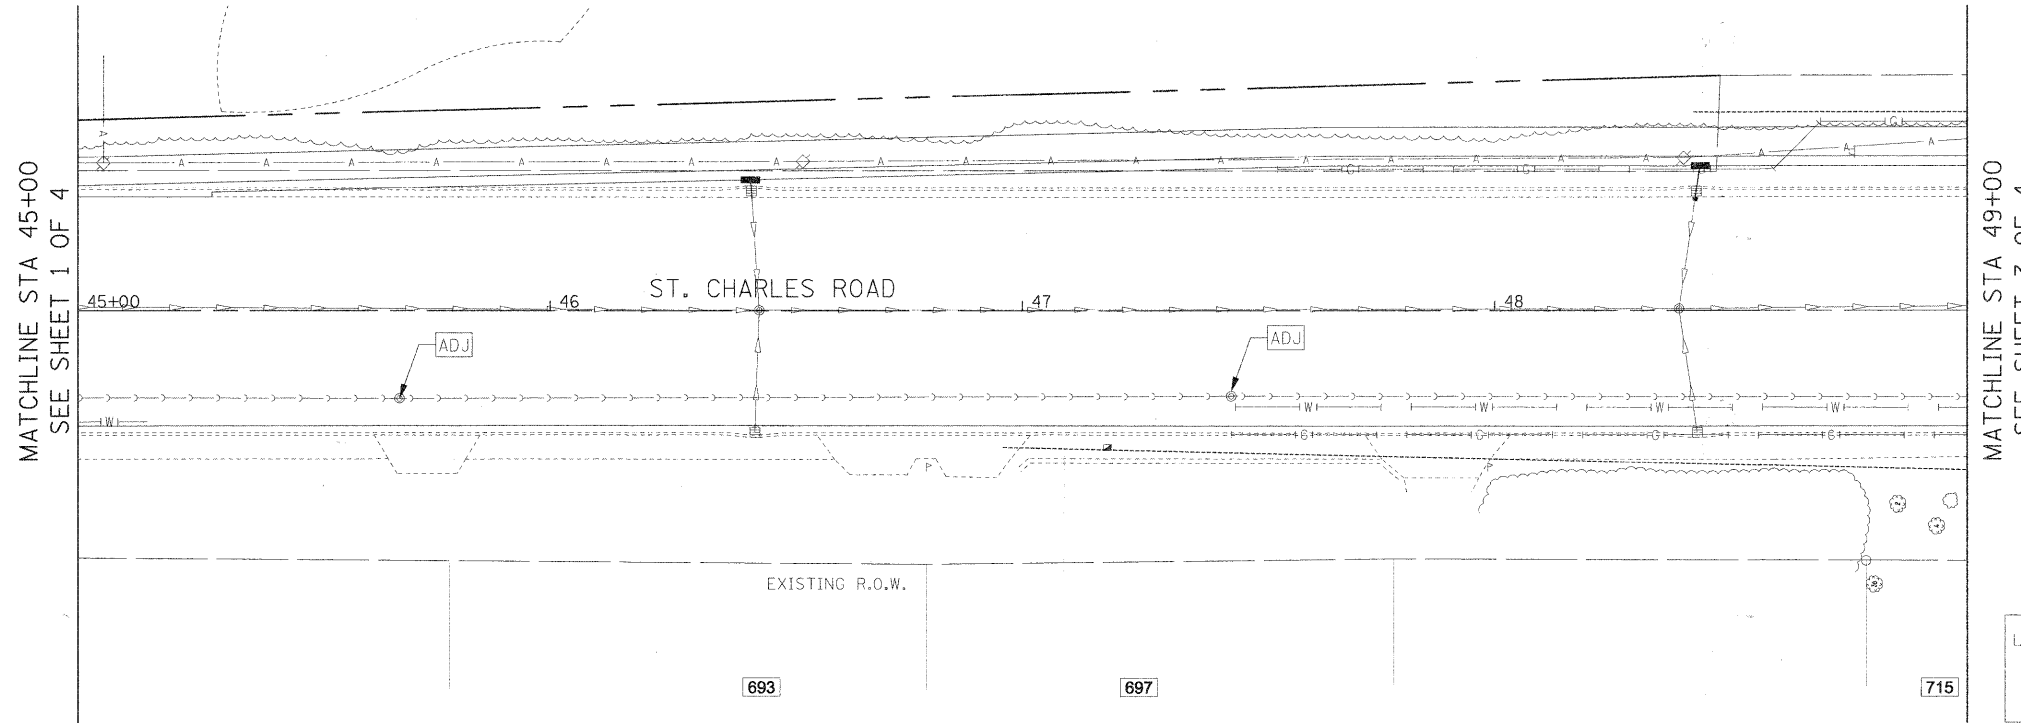 MATCHLINE STA 45+00
SEE SHEET 1 OF 4
A A A A A A A A A A A A A A A A A A A A A
G
G G
45+00 46 47 48
ST. CHARLES ROAD
ADJ ADJ
W W W W W
G G G G
P P
EXISTING R.O.W.
693 697 715
MATCHLINE STA 49+00